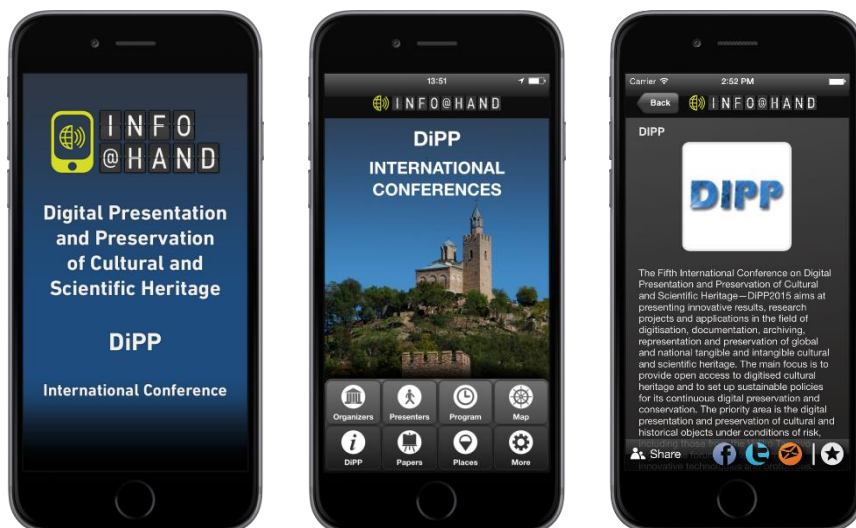 INFO
@HAND
Digital Presentation
and Preservation
of Cultural and
Scientific Heritage
DiPP
International Conference
13:51
INFO@HAND
DiPP
INTERNATIONAL
CONFERENCES
Organizers Presenters Program Map
DiPP Papers Places More
Carrier 2:52 PM
Back INFO@HAND
DIPP
DIPP
The Fifth International Conference on Digital
Presentation and Preservation of Cultural
and Scientific Heritage—DiPP2015 aims at
presenting innovative results, research
projects and applications in the field of
digitisation, documentation, archiving,
representation and preservation of global
and national tangible and intangible cultural
and scientific heritage. The main focus is to
provide open access to digitised cultural
heritage and to set up sustainable policies
for its continuous digital preservation and
conservation. The priority area is the digital
presentation and preservation of cultural and
historical objects under conditions of risk,
including those
Share
innovative